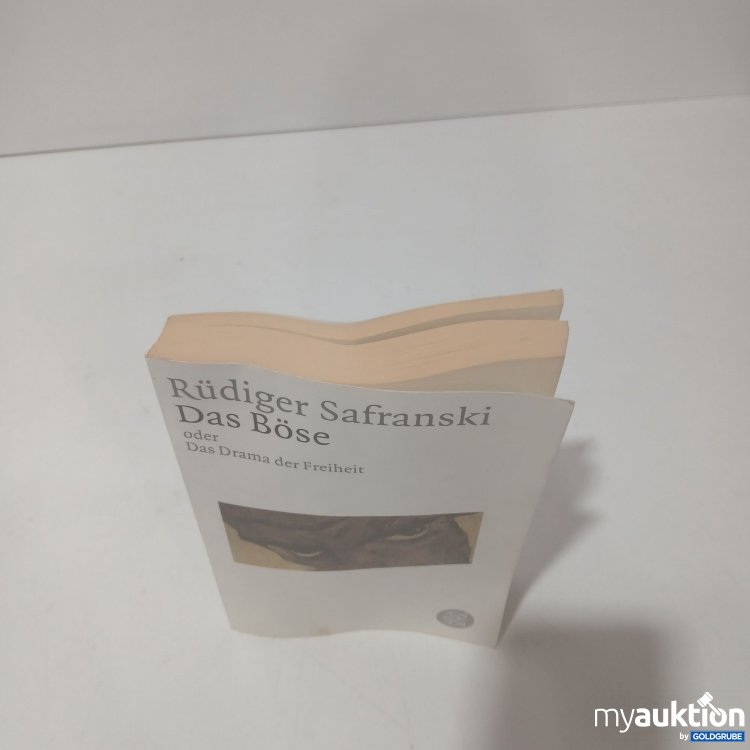 Rüdiger Safranski
Das Böse
oder
Das Drama der Freiheit
myauktion
by GOLDGRUBE